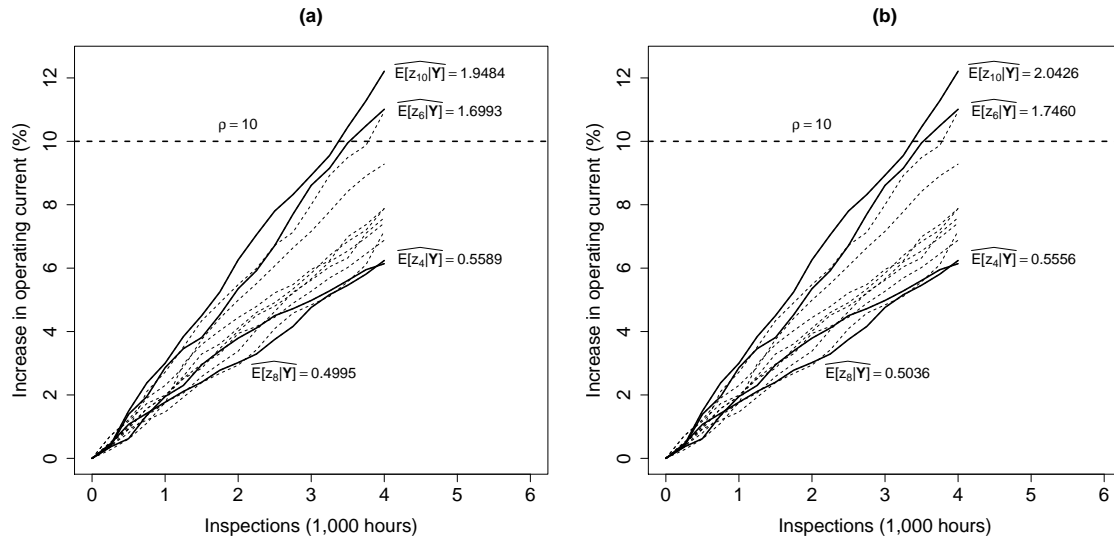 (a)
Increase in operating current (%)
12
10
8
6
4
2
0
ρ = 10
E[z₁₀|Y] = 1.9484
E[z₆|Y] = 1.6993
E[z₄|Y] = 0.5589
E[z₈|Y] = 0.4995
0 1 2 3 4 5 6
Inspections (1,000 hours)
(b)
Increase in operating current (%)
12
10
8
6
4
2
0
ρ = 10
E[z₁₀|Y] = 2.0426
E[z₆|Y] = 1.7460
E[z₄|Y] = 0.5556
E[z₈|Y] = 0.5036
0 1 2 3 4 5 6
Inspections (1,000 hours)